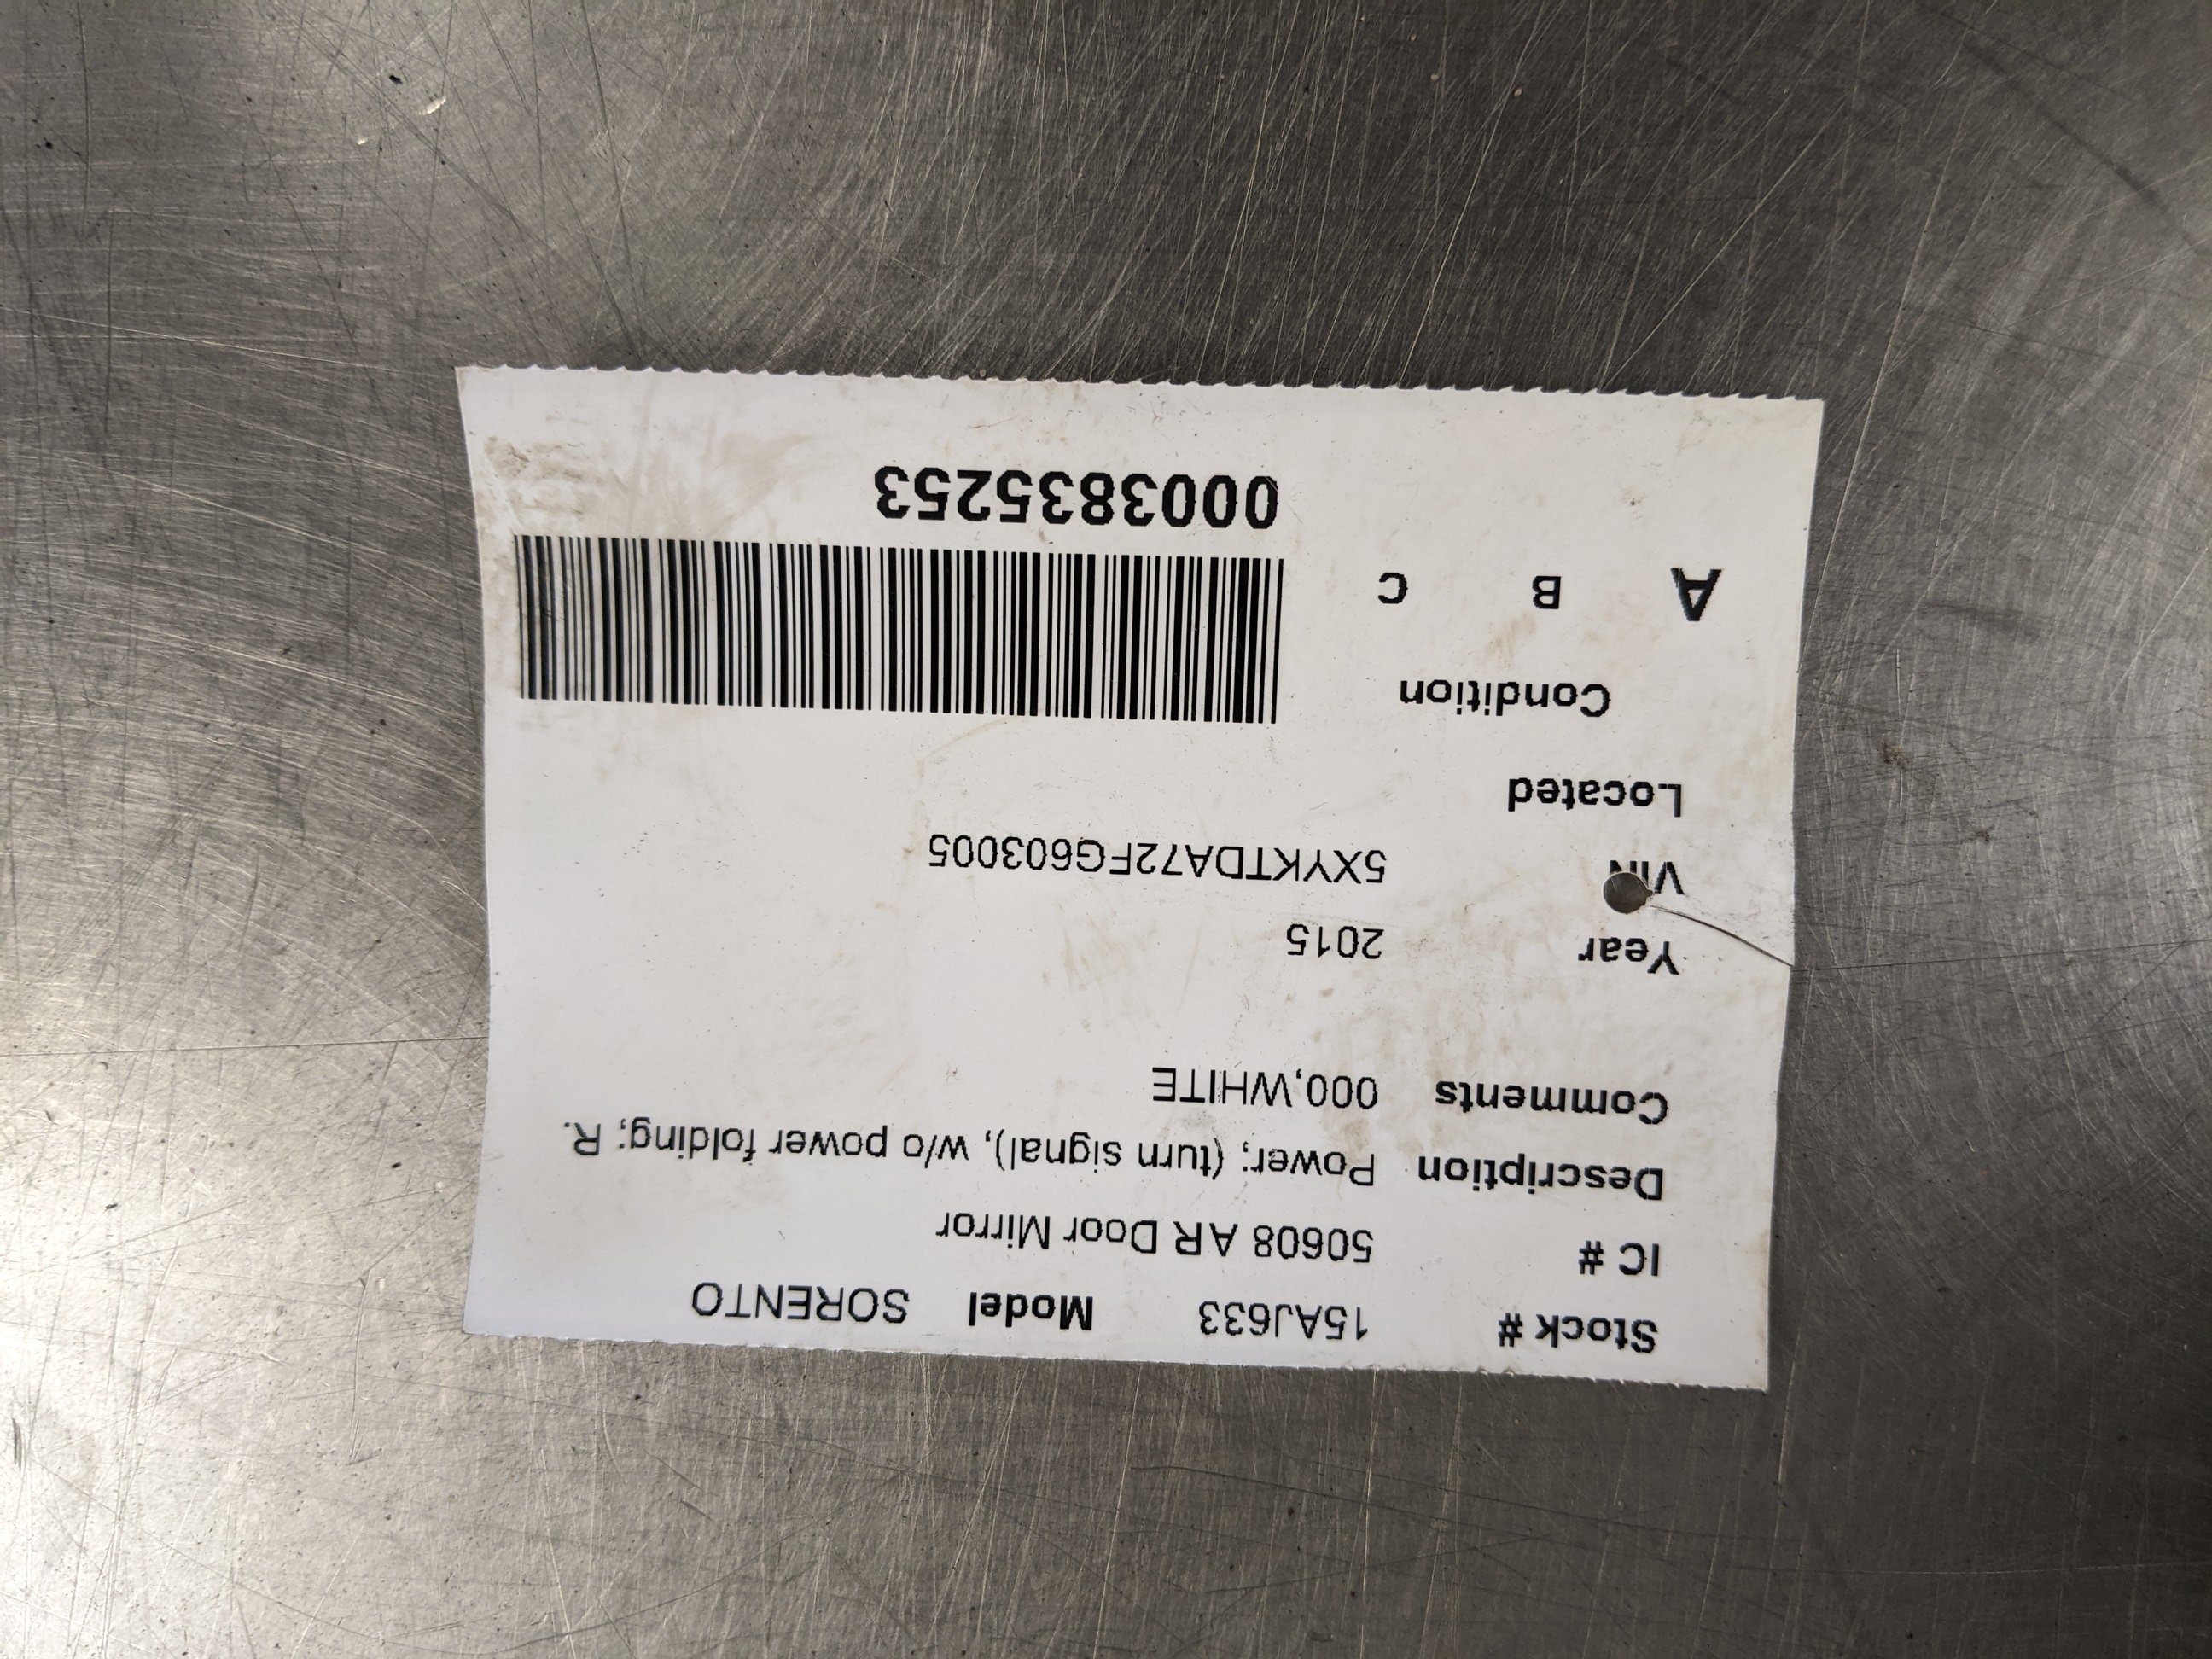 Stock # 15AJ633 Model SORENTO
IC # 50608 AR Door Mirror
Description Power; (turn signal), w/o power folding; R.
Comments 000,WHITE
Year 2015
VIN 5XYKTDA72FG603005
Located
Condition
A B C
0003835253